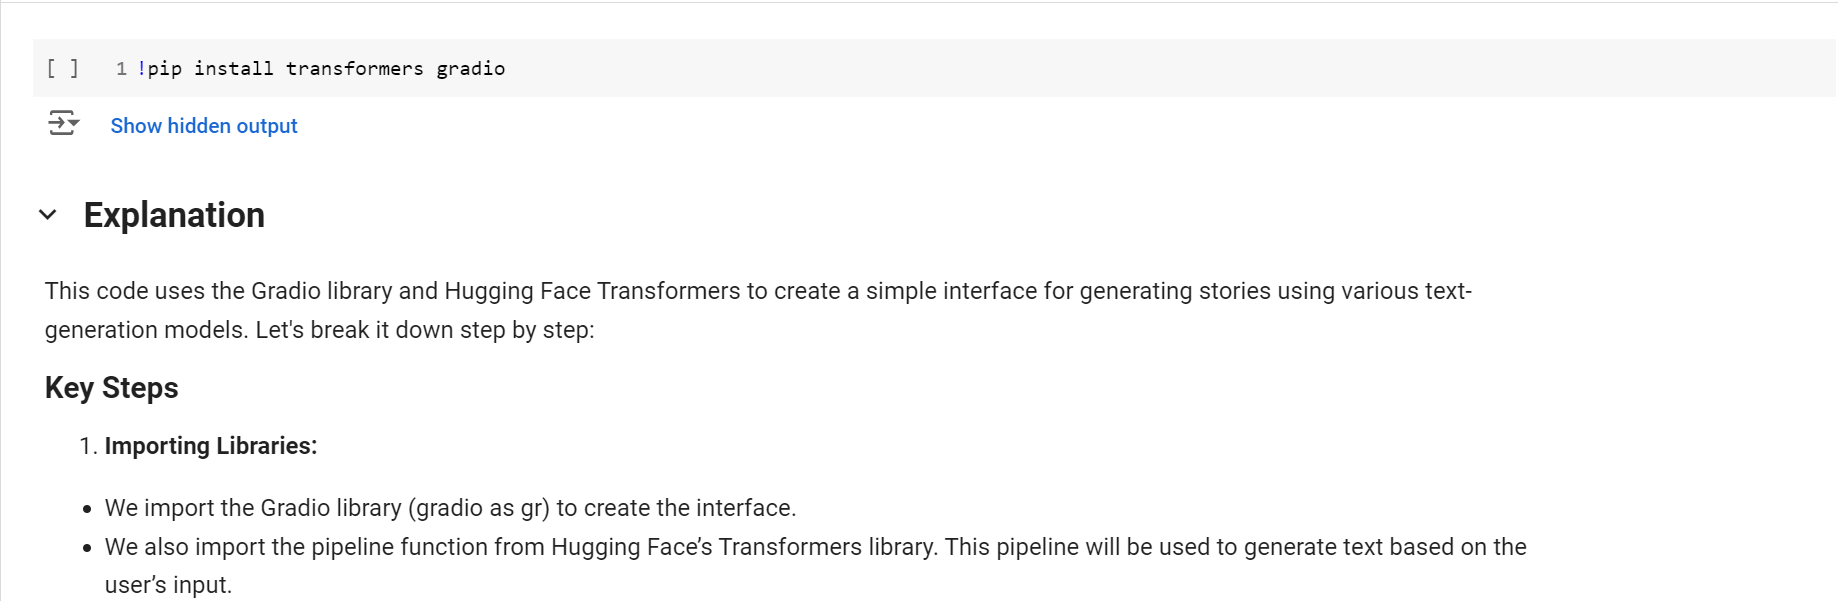 [ ] 1 !pip install transformers gradio
Show hidden output
Explanation
This code uses the Gradio library and Hugging Face Transformers to create a simple interface for generating stories using various text-
generation models. Let's break it down step by step:
Key Steps
1. Importing Libraries:
• We import the Gradio library (gradio as gr) to create the interface.
• We also import the pipeline function from Hugging Face’s Transformers library. This pipeline will be used to generate text based on the
user’s input.